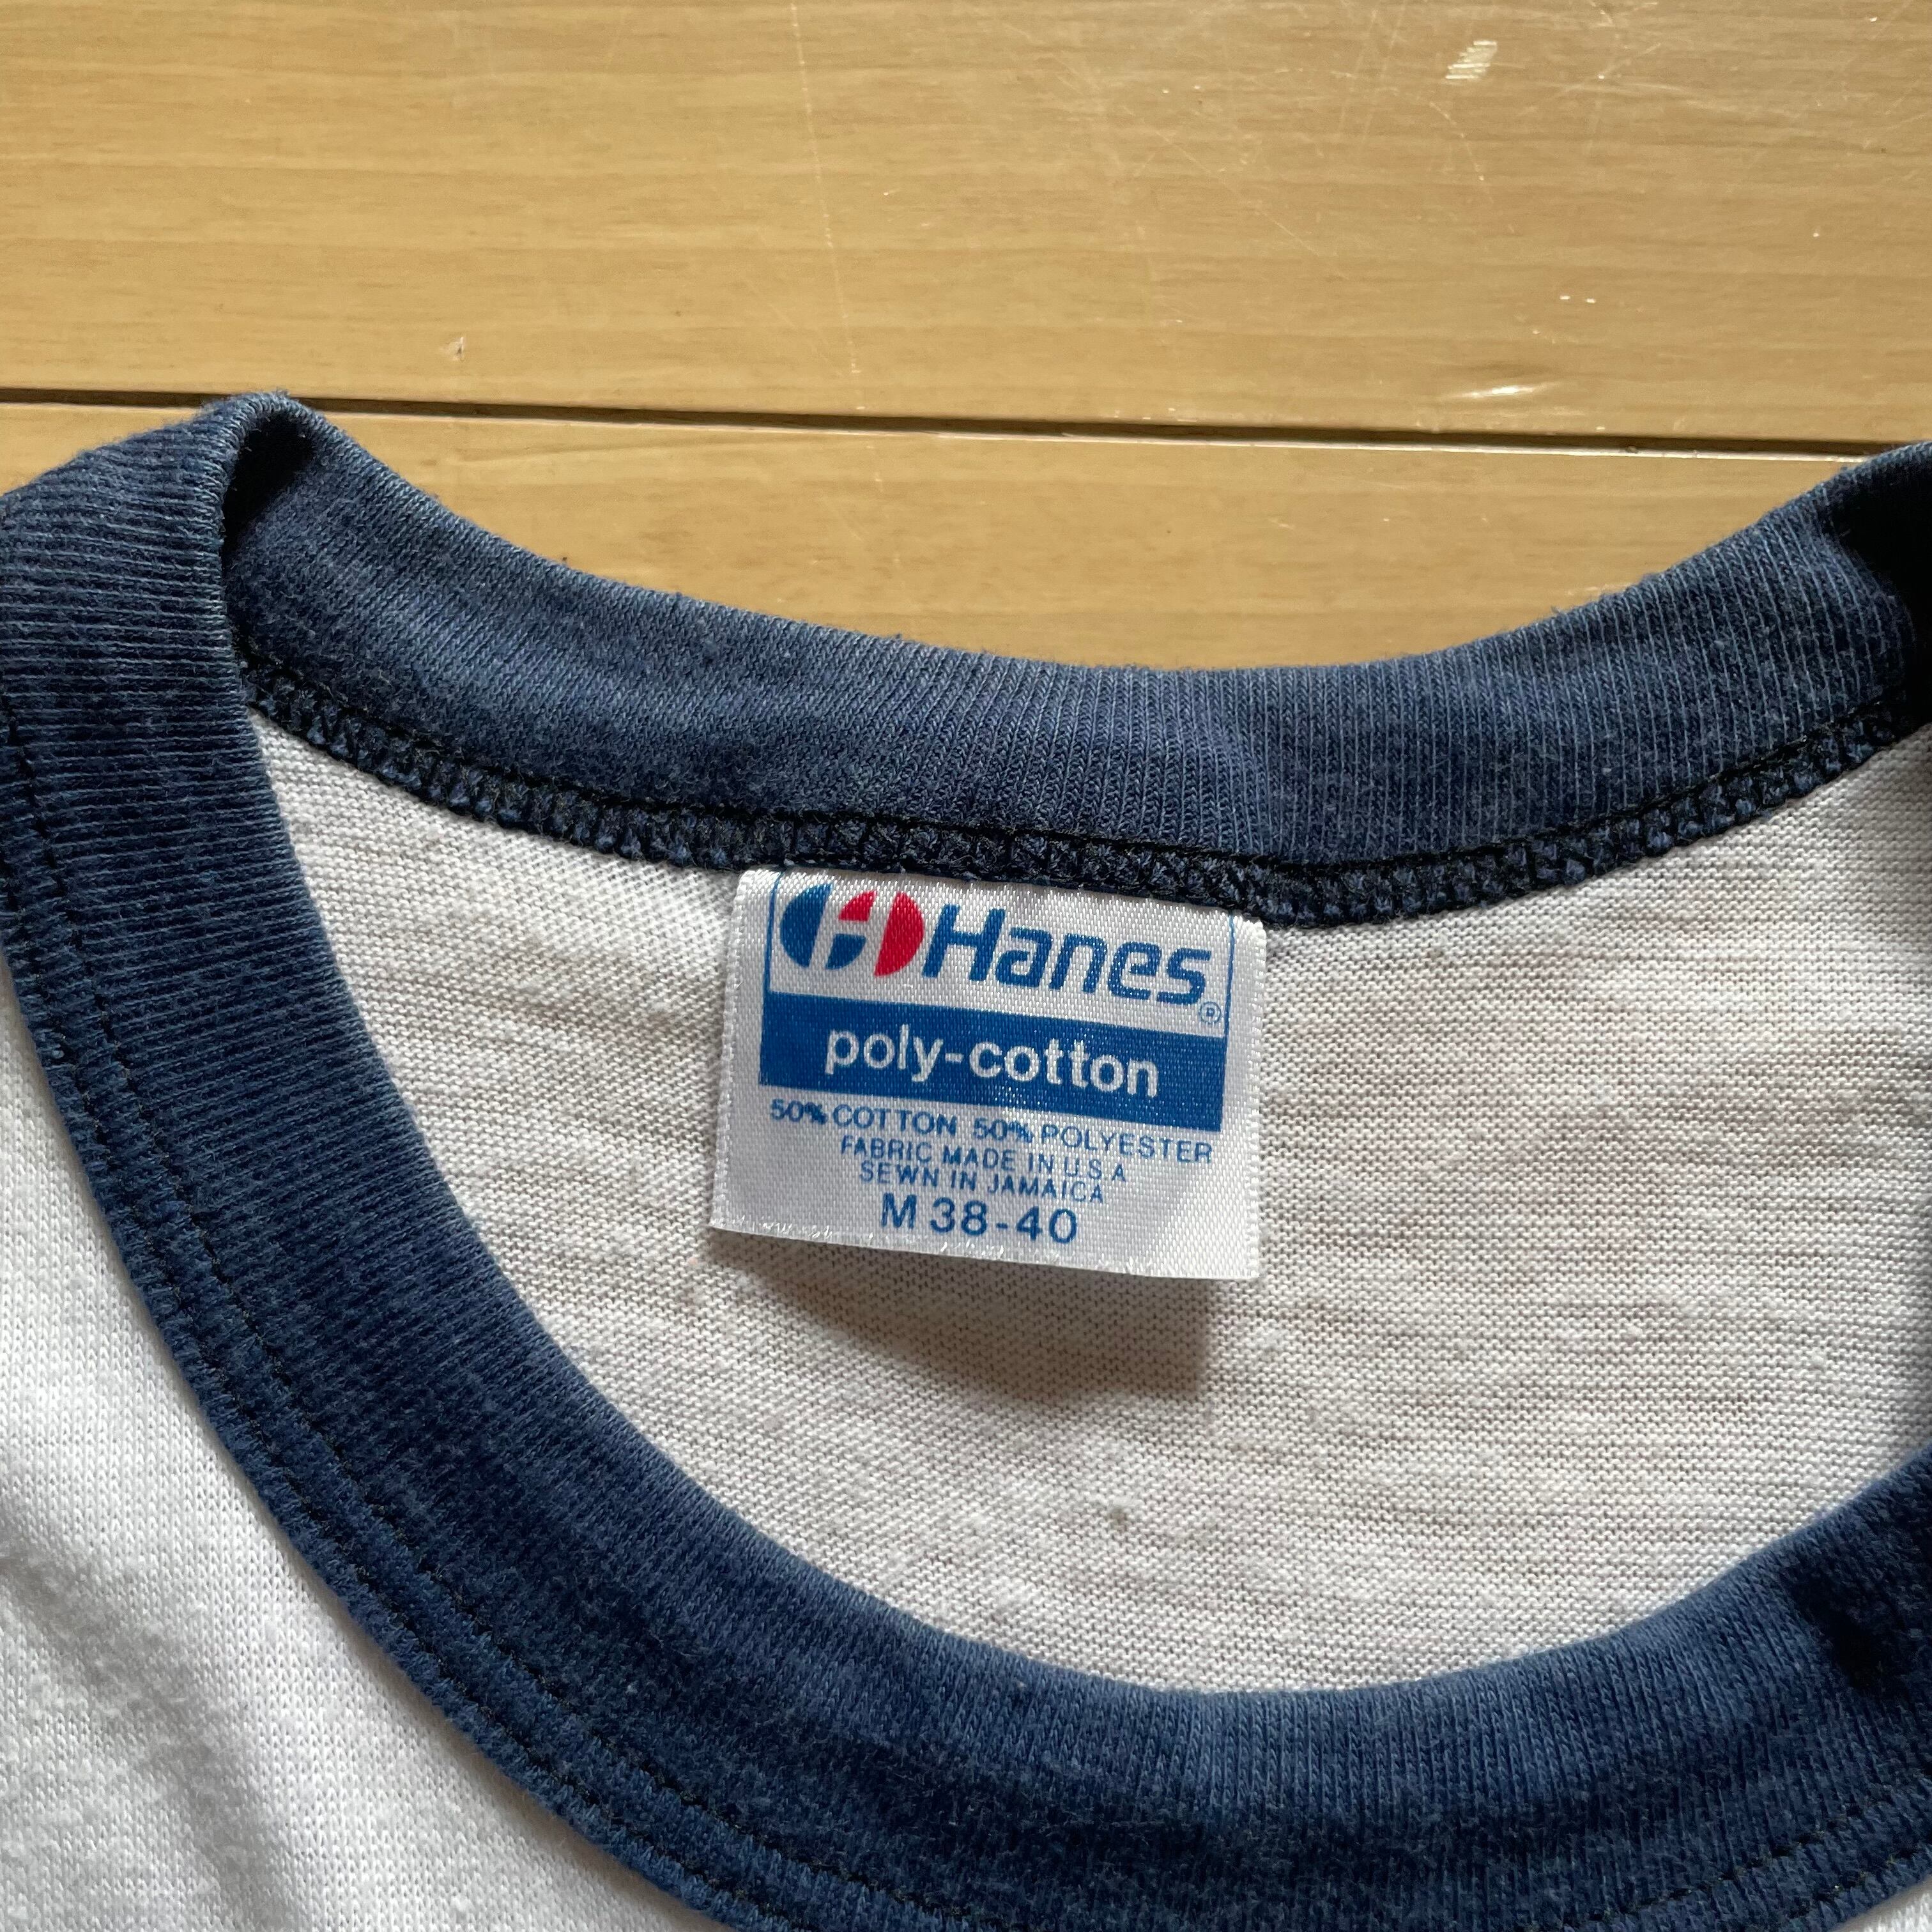 Hanes®
poly-cotton
50% COTTON 50% POLYESTER
FABRIC MADE IN U.S.A
SEWN IN JAMAICA
M 38-40